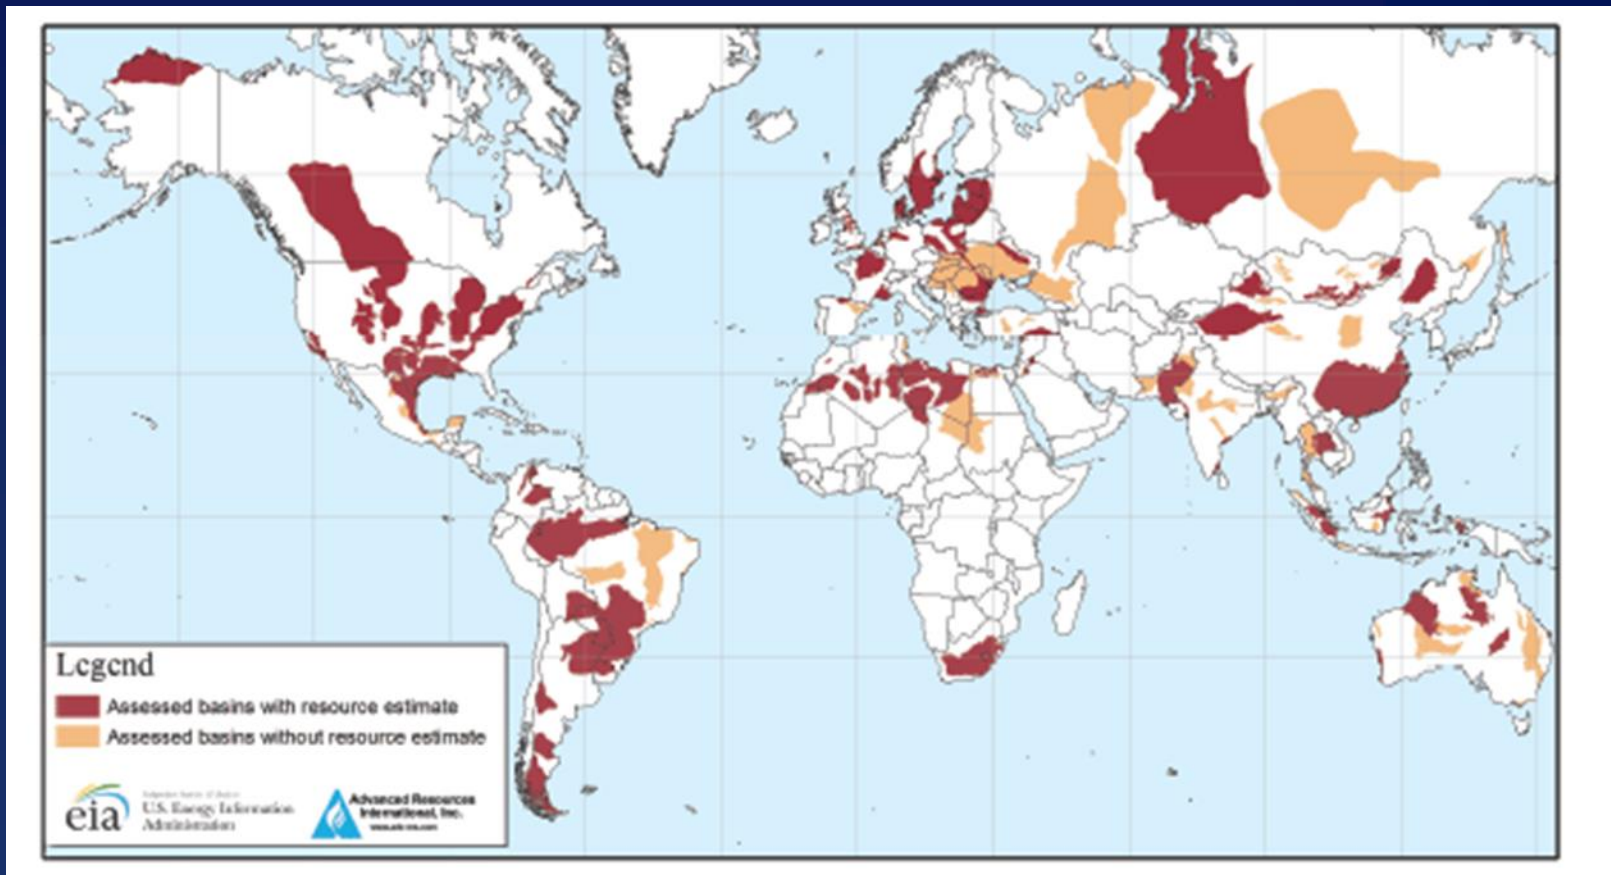 Legend
Assessed basins with resource estimate
Assessed basins without resource estimate
eia
U.S. Energy Information
Administration
Advanced Resources
International, Inc.